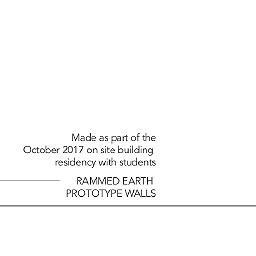 Made as part of the
October 2017 on site building
residency with students
RAMMED EARTH
PROTOTYPE WALLS